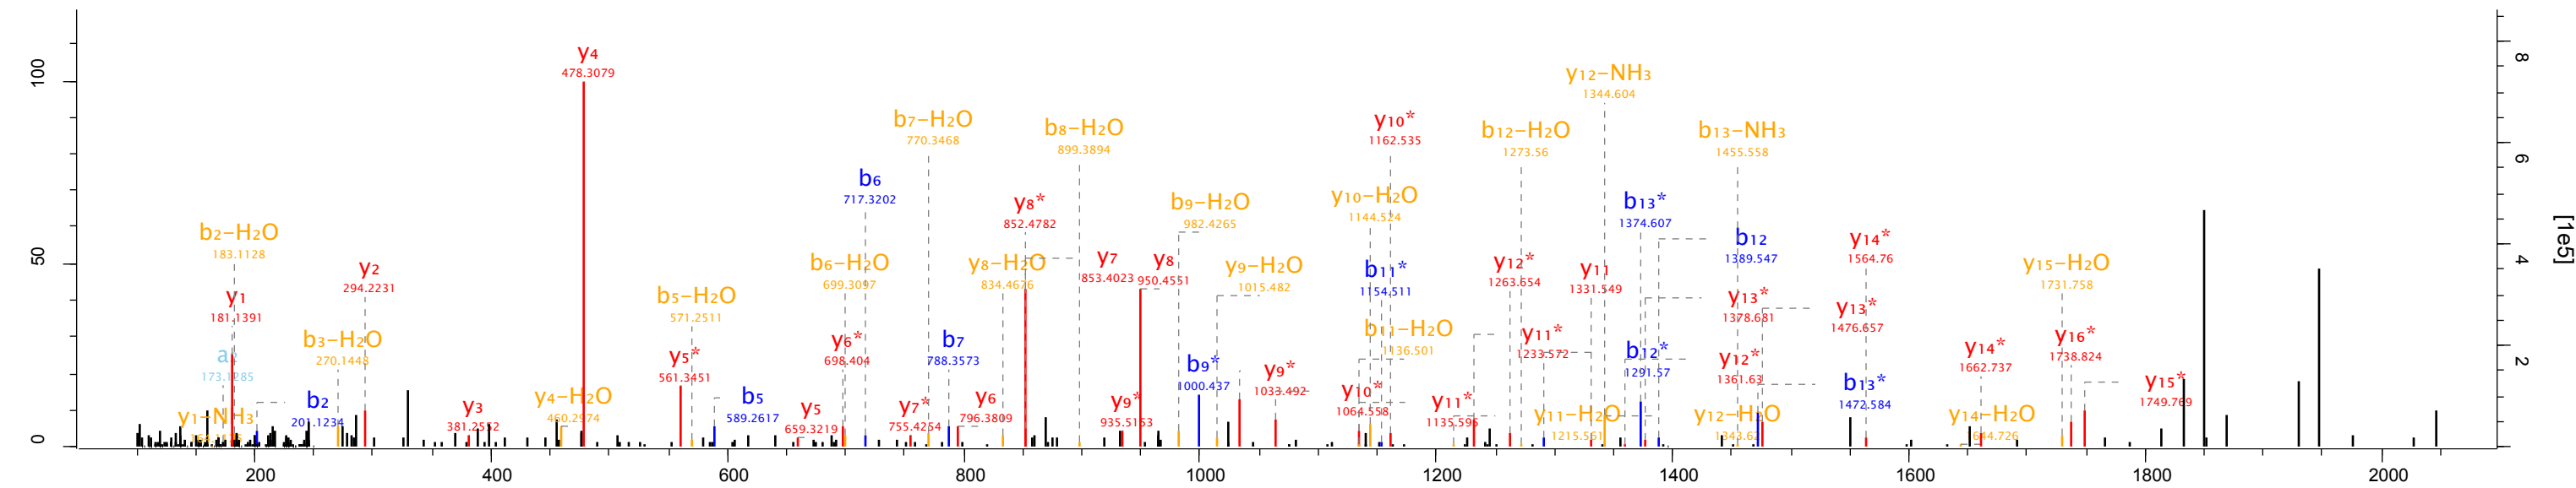 y4
478.3079
y12-NH3
1344.604
b7-H2O
770.3468
b8-H2O
899.3894
y10*
1162.535
b12-H2O
1273.56
b13-NH3
1455.558
b6
717.3202
y10-H2O
1144.524
b9-H2O
982.4265
y8*
852.4782
b13*
1374.607
b2-H2O
183.1128
b12
1389.547
y14*
1564.76
y2
294.2231
b6-H2O
699.3097
y8-H2O
834.4676
y7
853.4023
y8
950.4551
y9-H2O
1015.482
b11*
1154.511
y12*
1263.654
y11
1331.549
y15-H2O
1731.758
y1
181.1391
b5-H2O
571.2511
y13*
1378.681
y13*
1476.657
b3-H2O
270.1448
b11-H2O
1136.501
y11*
1233.572
173.1285
y5*
561.3451
y6*
698.404
b7
788.3573
b9*
1000.437
y9*
1033.492
b12*
1291.57
y12*
1361.63
y14*
1662.737
y16*
1738.824
y1-NH3
b2
201.1234
y3
381.2552
y4-H2O
460.2974
b5
589.2617
y5
659.3219
y7*
755.4254
y6
796.3809
y9*
935.5153
y10*
1064.558
y11*
1135.595
y11-H2O
1215.561
y12-H2O
1343.62
b13*
1472.584
y14-H2O
1644.726
y15*
1749.769
0
50
100
200
400
600
800
1000
1200
1400
1600
1800
2000
2
4
6
8
[1e5]